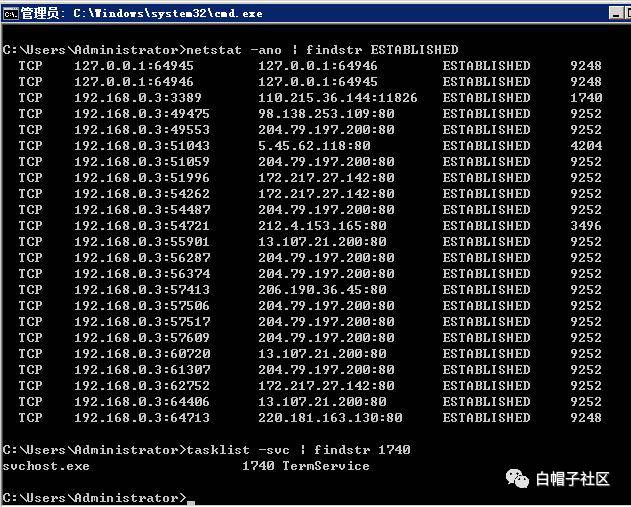 管理员: C:\Windows\system32\cmd.exe
C:\Users\Administrator>netstat -ano | findstr ESTABLISHED
TCP 127.0.0.1:64945 127.0.0.1:64946 ESTABLISHED 9248
TCP 127.0.0.1:64946 127.0.0.1:64945 ESTABLISHED 9248
TCP 192.168.0.3:3389 110.215.36.144:11826 ESTABLISHED 1740
TCP 192.168.0.3:49475 98.138.253.109:80 ESTABLISHED 9252
TCP 192.168.0.3:49553 204.79.197.200:80 ESTABLISHED 9252
TCP 192.168.0.3:51043 5.45.62.118:80 ESTABLISHED 4204
TCP 192.168.0.3:51059 204.79.197.200:80 ESTABLISHED 9252
TCP 192.168.0.3:51996 172.217.27.142:80 ESTABLISHED 9252
TCP 192.168.0.3:54262 172.217.27.142:80 ESTABLISHED 9252
TCP 192.168.0.3:54487 204.79.197.200:80 ESTABLISHED 9252
TCP 192.168.0.3:54721 212.4.153.165:80 ESTABLISHED 3496
TCP 192.168.0.3:55901 13.107.21.200:80 ESTABLISHED 9252
TCP 192.168.0.3:56287 204.79.197.200:80 ESTABLISHED 9252
TCP 192.168.0.3:56374 204.79.197.200:80 ESTABLISHED 9252
TCP 192.168.0.3:57413 206.190.36.45:80 ESTABLISHED 9252
TCP 192.168.0.3:57506 204.79.197.200:80 ESTABLISHED 9252
TCP 192.168.0.3:57517 204.79.197.200:80 ESTABLISHED 9252
TCP 192.168.0.3:57609 204.79.197.200:80 ESTABLISHED 9252
TCP 192.168.0.3:60720 13.107.21.200:80 ESTABLISHED 9252
TCP 192.168.0.3:61307 204.79.197.200:80 ESTABLISHED 9252
TCP 192.168.0.3:62752 172.217.27.142:80 ESTABLISHED 9252
TCP 192.168.0.3:64406 13.107.21.200:80 ESTABLISHED 9252
TCP 192.168.0.3:64713 220.181.163.130:80 ESTABLISHED 9248
C:\Users\Administrator>tasklist -svc | findstr 1740
svchost.exe 1740 TermService
白帽子社区
C:\Users\Administrator>_